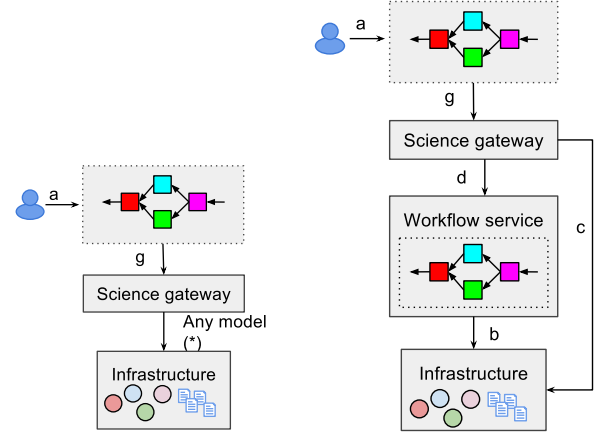 a
g
Science gateway
Any model
(*)
Infrastructure
a
g
Science gateway
d
c
Workflow service
b
Infrastructure